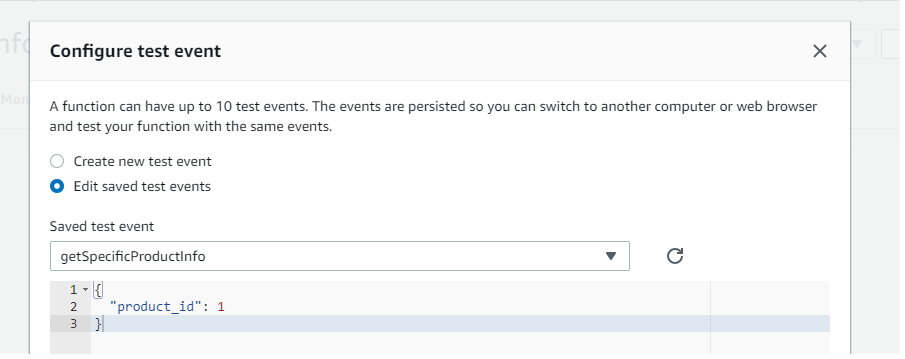 nfo
Configure test event
Mon
A function can have up to 10 test events. The events are persisted so you can switch to another computer or web browser
and test your function with the same events.
Create new test event
Edit saved test events
Saved test event
getSpecificProductInfo
1 {
2 "product_id": 1
3 }